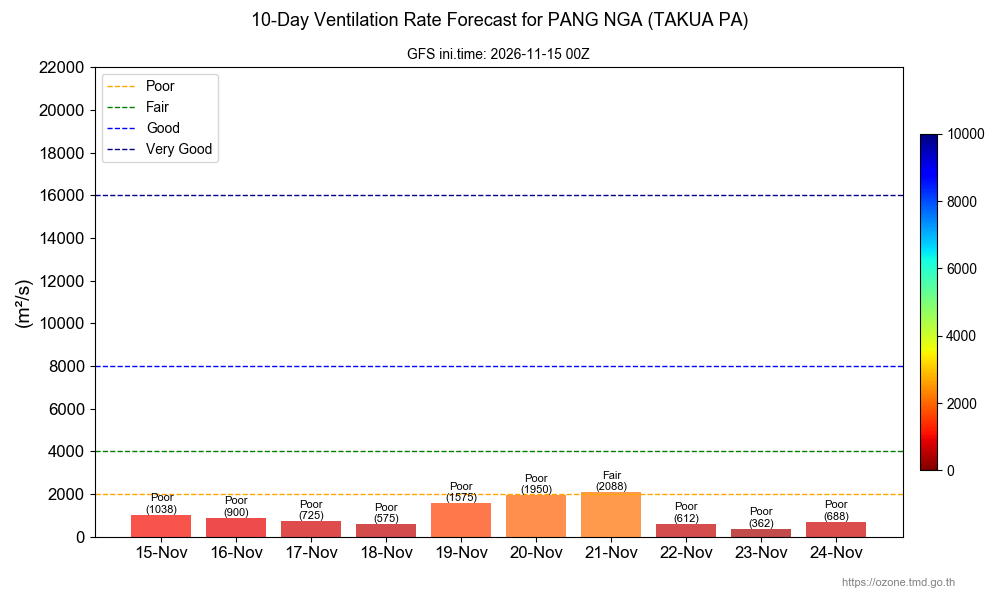 10-Day Ventilation Rate Forecast for PANG NGA (TAKUA PA)
GFS ini.time: 2026-11-15 00Z
(m²/s)
22000
20000
18000
16000
14000
12000
10000
8000
6000
4000
2000
0
Poor
Fair
Good
Very Good
Poor
(1038)
Poor
(900)
Poor
(725)
Poor
(575)
Poor
(1575)
Poor
(1950)
Fair
(2088)
Poor
(612)
Poor
(362)
Poor
(688)
15-Nov
16-Nov
17-Nov
18-Nov
19-Nov
20-Nov
21-Nov
22-Nov
23-Nov
24-Nov
10000
8000
6000
4000
2000
0
https://ozone.tmd.go.th